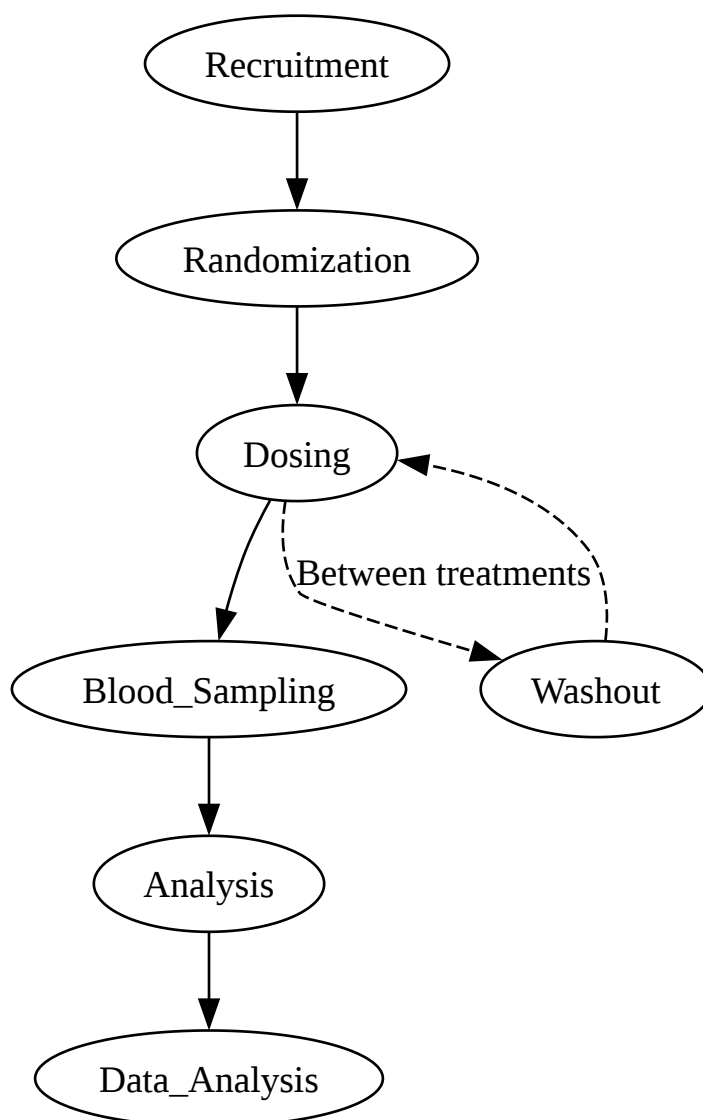 Recruitment
Randomization
Dosing
Between treatments
Blood_Sampling
Washout
Analysis
Data_Analysis